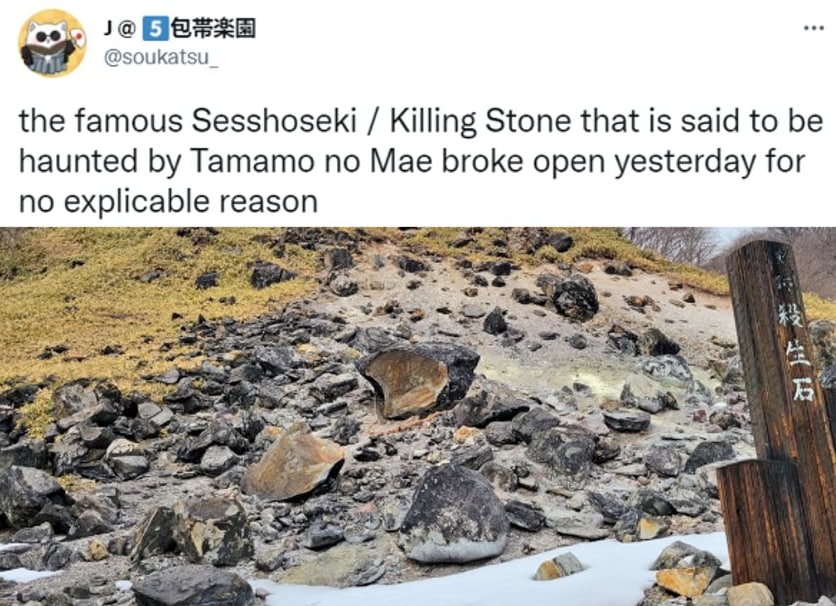 J @ 5️⃣包帯楽園
@soukatsu_
the famous Sesshoseki / Killing Stone that is said to be
haunted by Tamamo no Mae broke open yesterday for
no explicable reason
殺生石